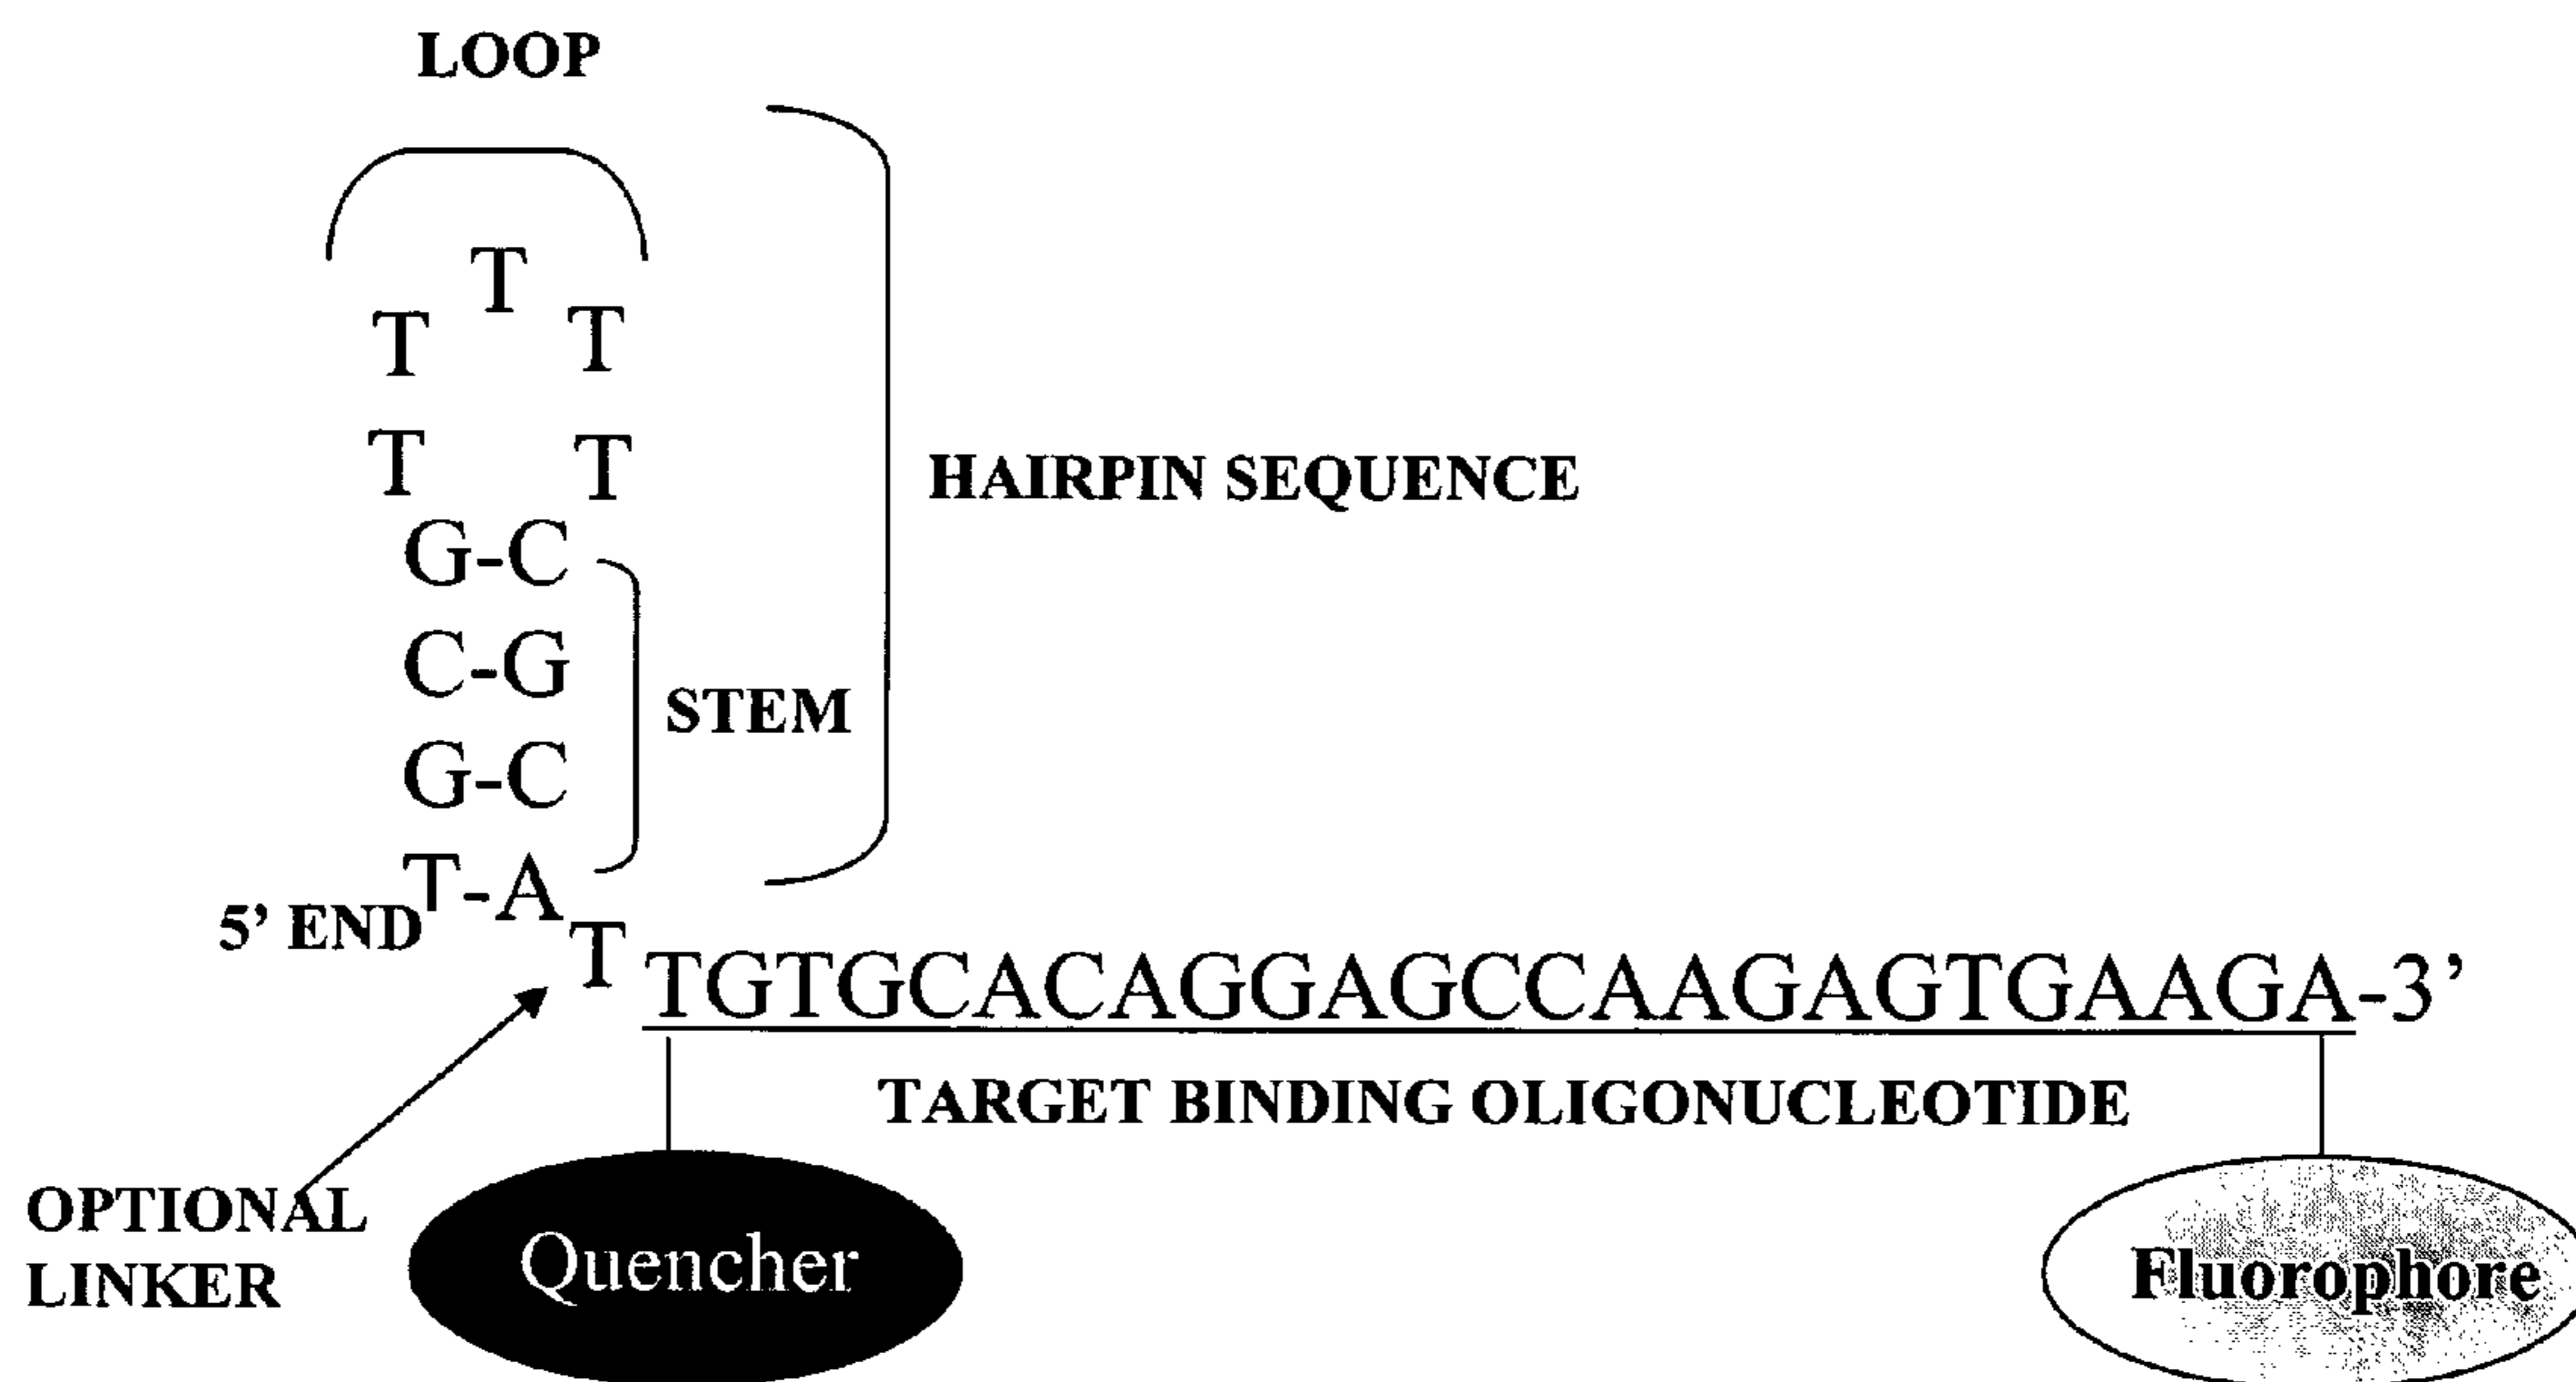 LOOP
T
T T
T T
HAIRPIN SEQUENCE
G-C
C-G
STEM
G-C
T-A
5’ END
T
TGTGCACAGGAGCCAAGAGTGAAGA-3’
TARGET BINDING OLIGONUCLEOTIDE
OPTIONAL
LINKER
Quencher
Fluorophore